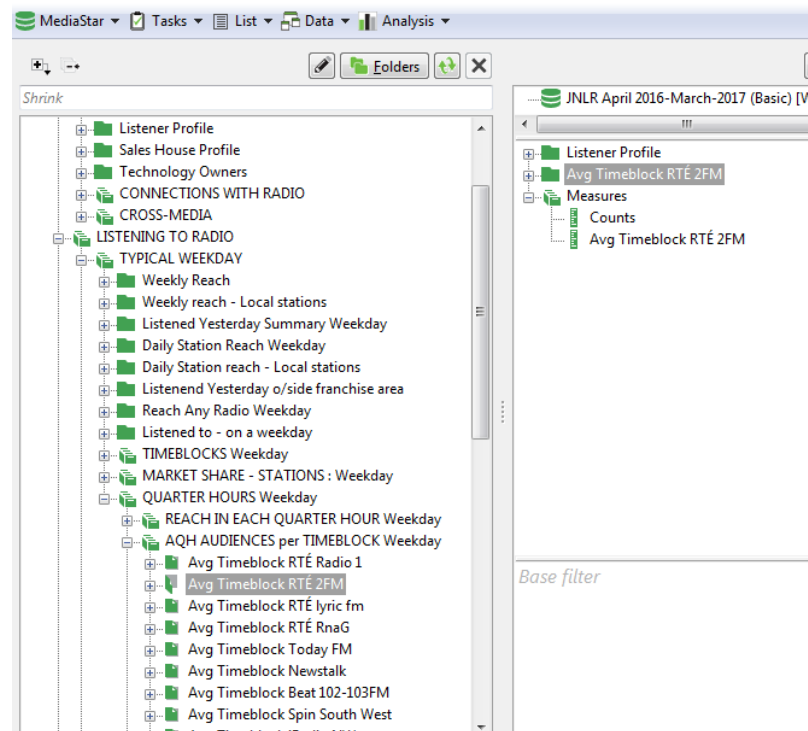 MediaStar Tasks List Data Analysis
Folders
Shrink
Listener Profile
Sales House Profile
Technology Owners
CONNECTIONS WITH RADIO
CROSS-MEDIA
LISTENING TO RADIO
TYPICAL WEEKDAY
Weekly Reach
Weekly reach - Local stations
Listened Yesterday Summary Weekday
Daily Station Reach Weekday
Daily Station reach - Local stations
Listenend Yesterday o/side franchise area
Reach Any Radio Weekday
Listened to - on a weekday
TIMEBLOCKS Weekday
MARKET SHARE - STATIONS : Weekday
QUARTER HOURS Weekday
REACH IN EACH QUARTER HOUR Weekday
AQH AUDIENCES per TIMEBLOCK Weekday
Avg Timeblock RTÉ Radio 1
Avg Timeblock RTÉ 2FM
Avg Timeblock RTÉ lyric fm
Avg Timeblock RTÉ RnaG
Avg Timeblock Today FM
Avg Timeblock Newstalk
Avg Timeblock Beat 102-103FM
Avg Timeblock Spin South West
JNLR April 2016-March-2017 (Basic) [W
Listener Profile
Avg Timeblock RTÉ 2FM
Measures
Counts
Avg Timeblock RTÉ 2FM
Base filter